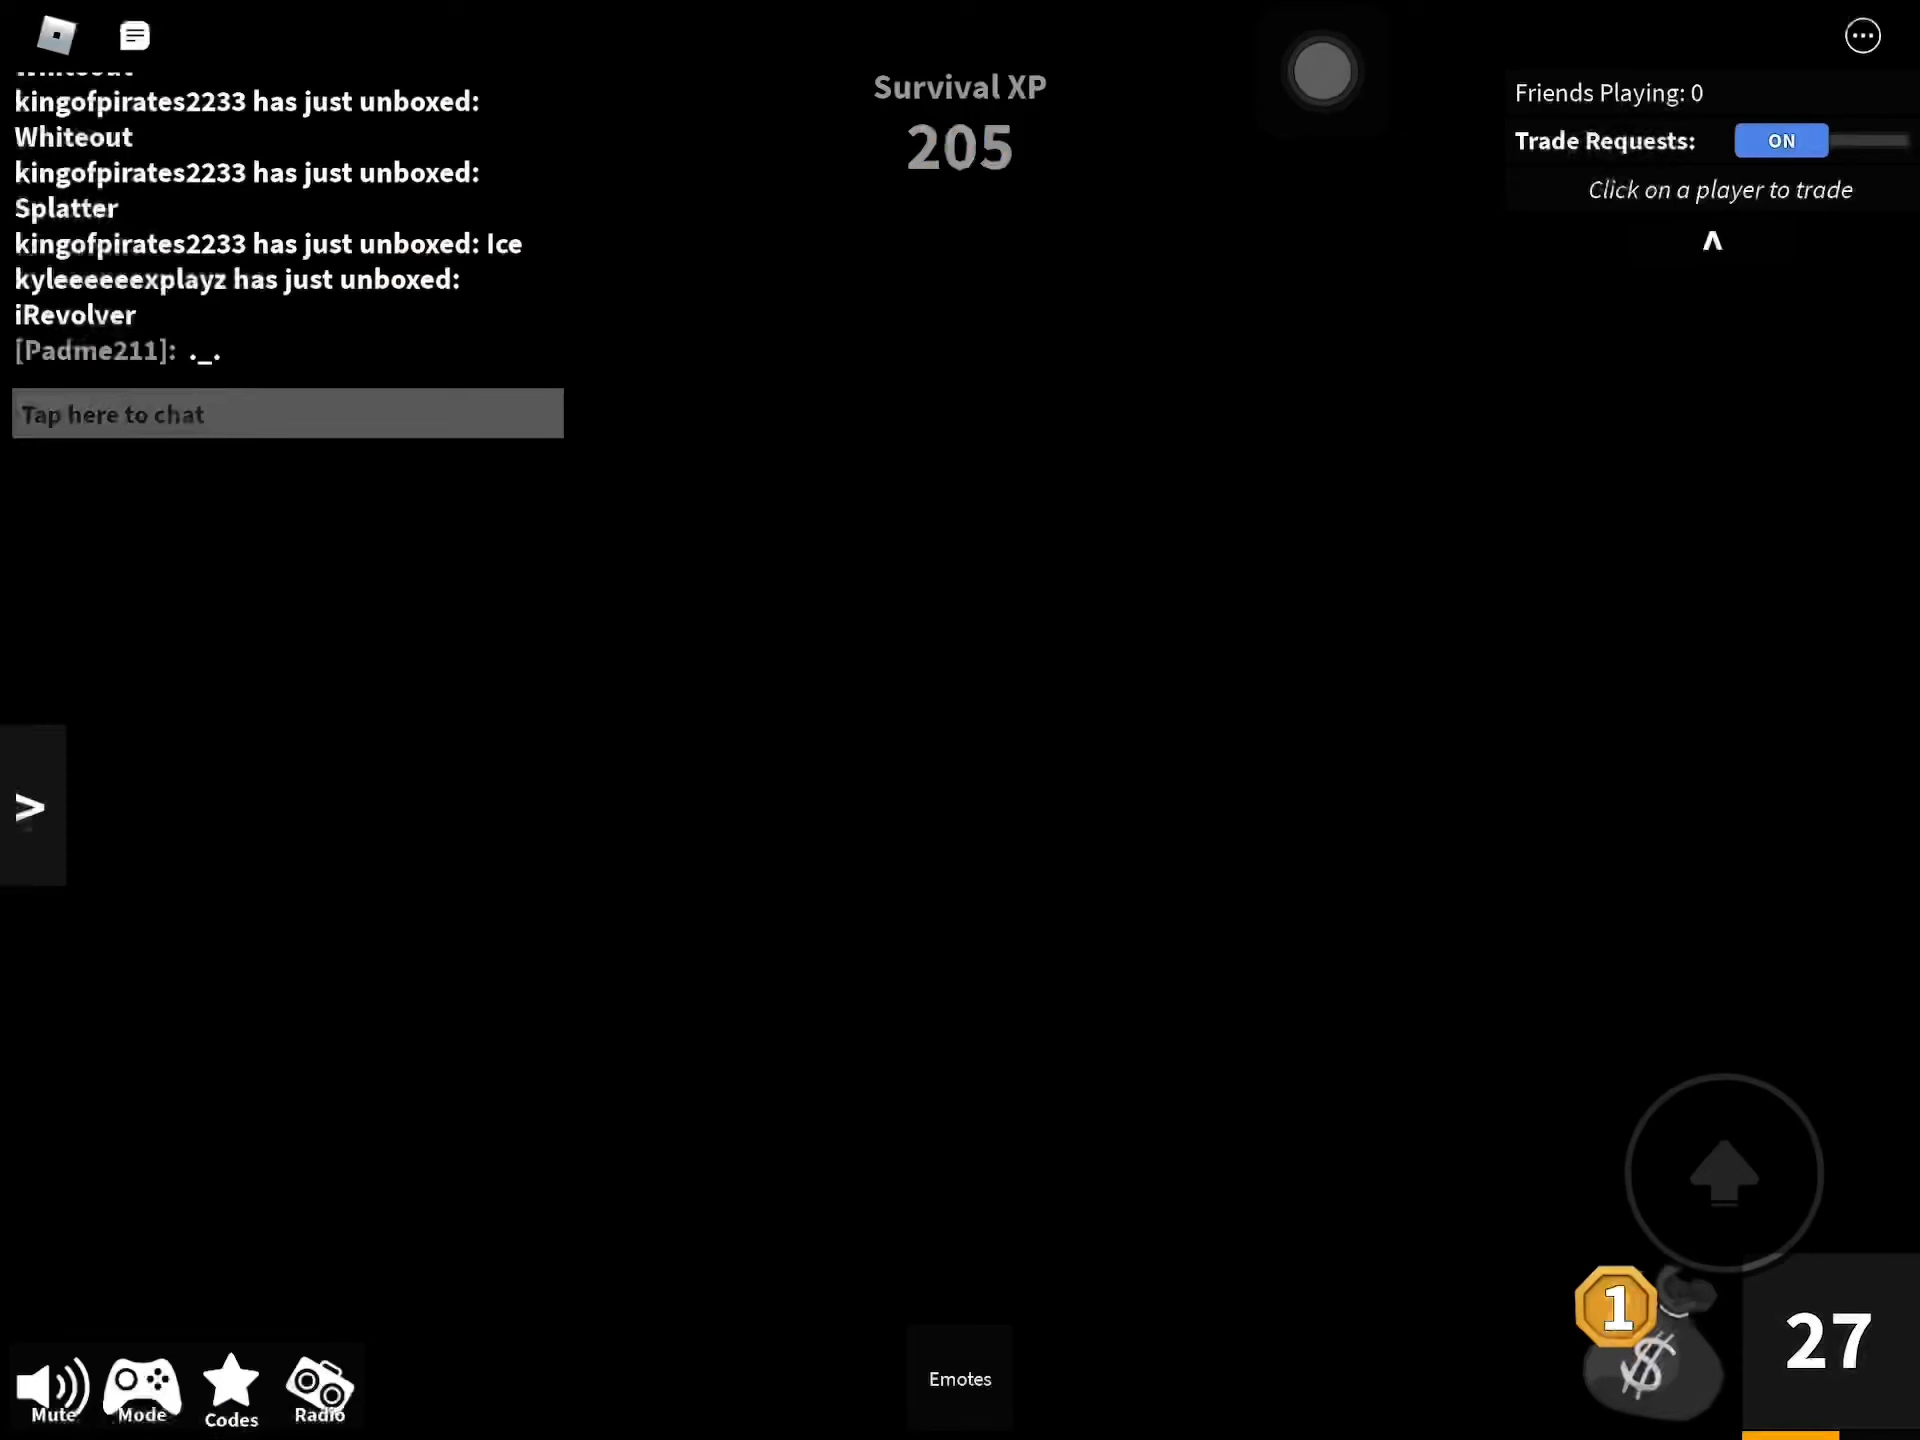 Whiteout
kingofpirates2233 has just unboxed:
Whiteout
kingofpirates2233 has just unboxed:
Splatter
kingofpirates2233 has just unboxed: Ice
kyleeeeeexplayz has just unboxed:
iRevolver
[Padme211]: ._.
Tap here to chat
Survival XP
205
Friends Playing: 0
Trade Requests: ON
Click on a player to trade
^
>
Mute
Mode
Codes
Radio
Emotes
1
$
27